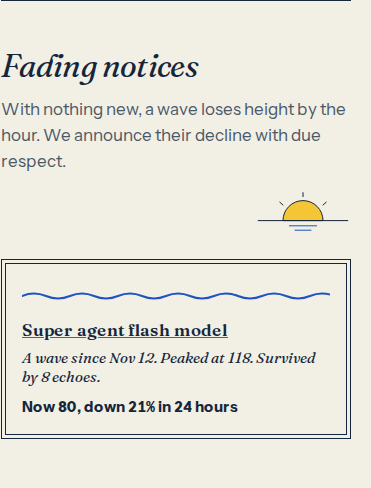 Fading notices
With nothing new, a wave loses height by the
hour. We announce their decline with due
respect.
Super agent flash model
A wave since Nov 12. Peaked at 118. Survived
by 8 echoes.
Now 80, down 21% in 24 hours